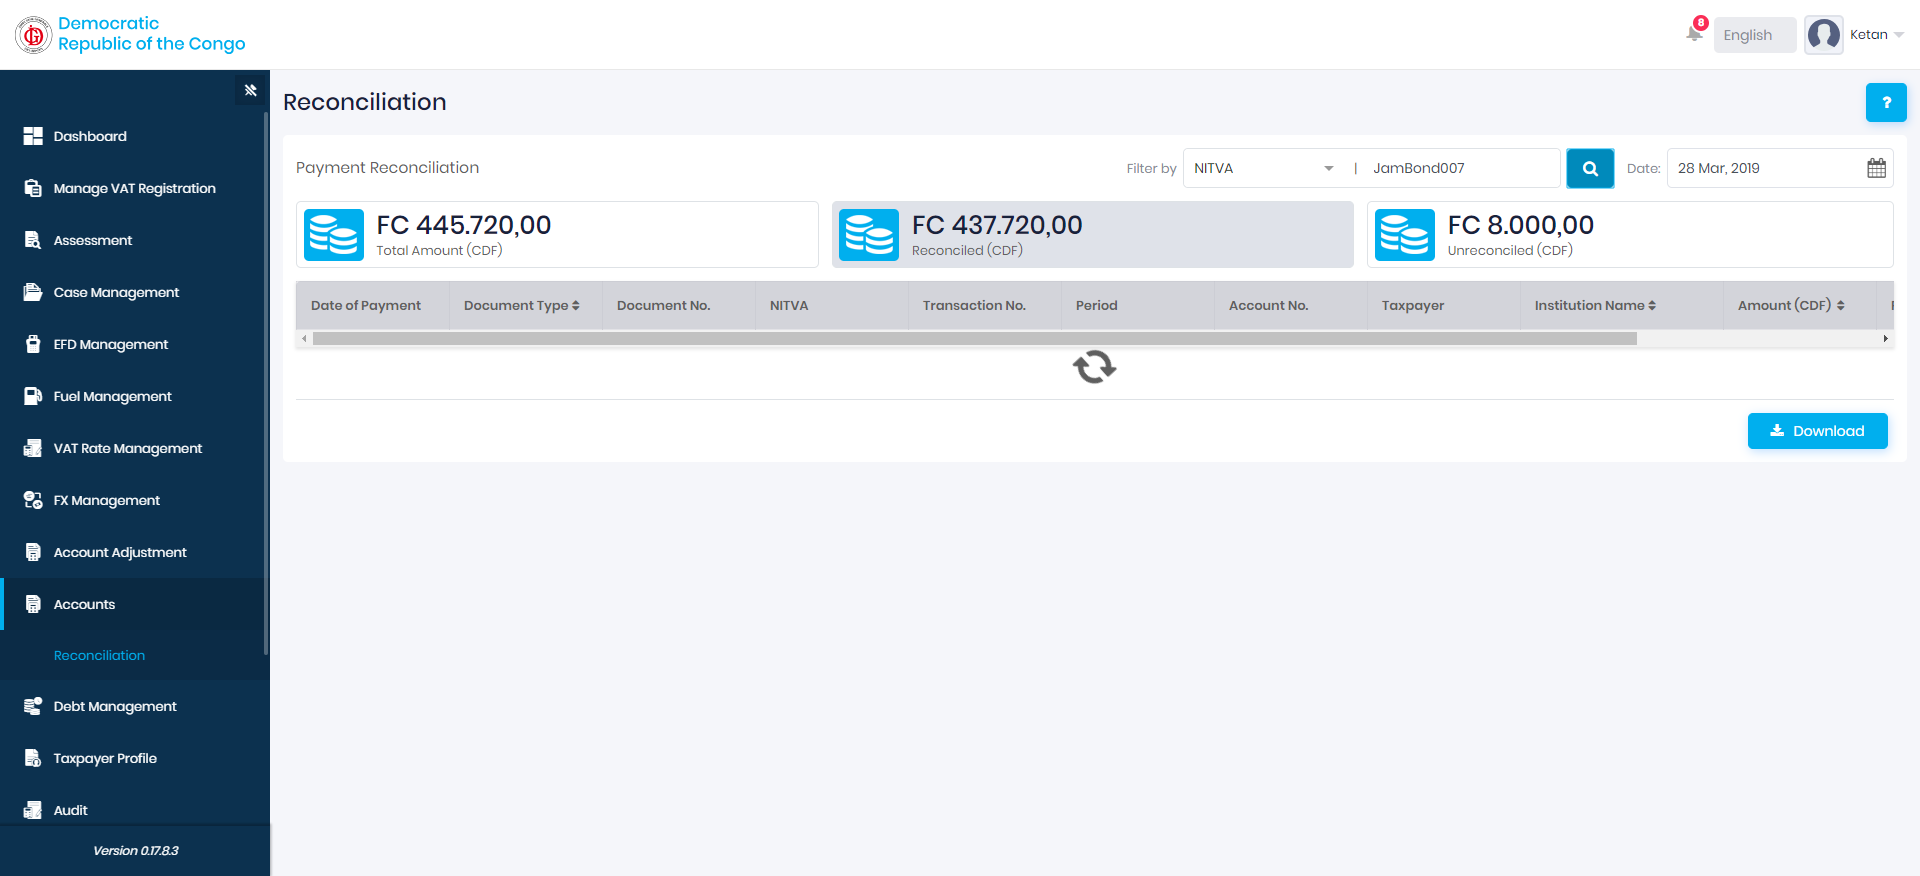 Democratic
Republic of the Congo
8
English
Ketan
Reconciliation
?
Dashboard
Manage VAT Registration
Assessment
Case Management
EFD Management
Fuel Management
VAT Rate Management
FX Management
Account Adjustment
Accounts
Reconciliation
Debt Management
Taxpayer Profile
Audit
Version 0.17.8.3
Payment Reconciliation
Filter by NITVA | JamBond007 Date: 28 Mar, 2019
FC 445.720,00
Total Amount (CDF)
FC 437.720,00
Reconciled (CDF)
FC 8.000,00
Unreconciled (CDF)
Date of Payment Document Type Document No. NITVA Transaction No. Period Account No. Taxpayer Institution Name Amount (CDF)
Download